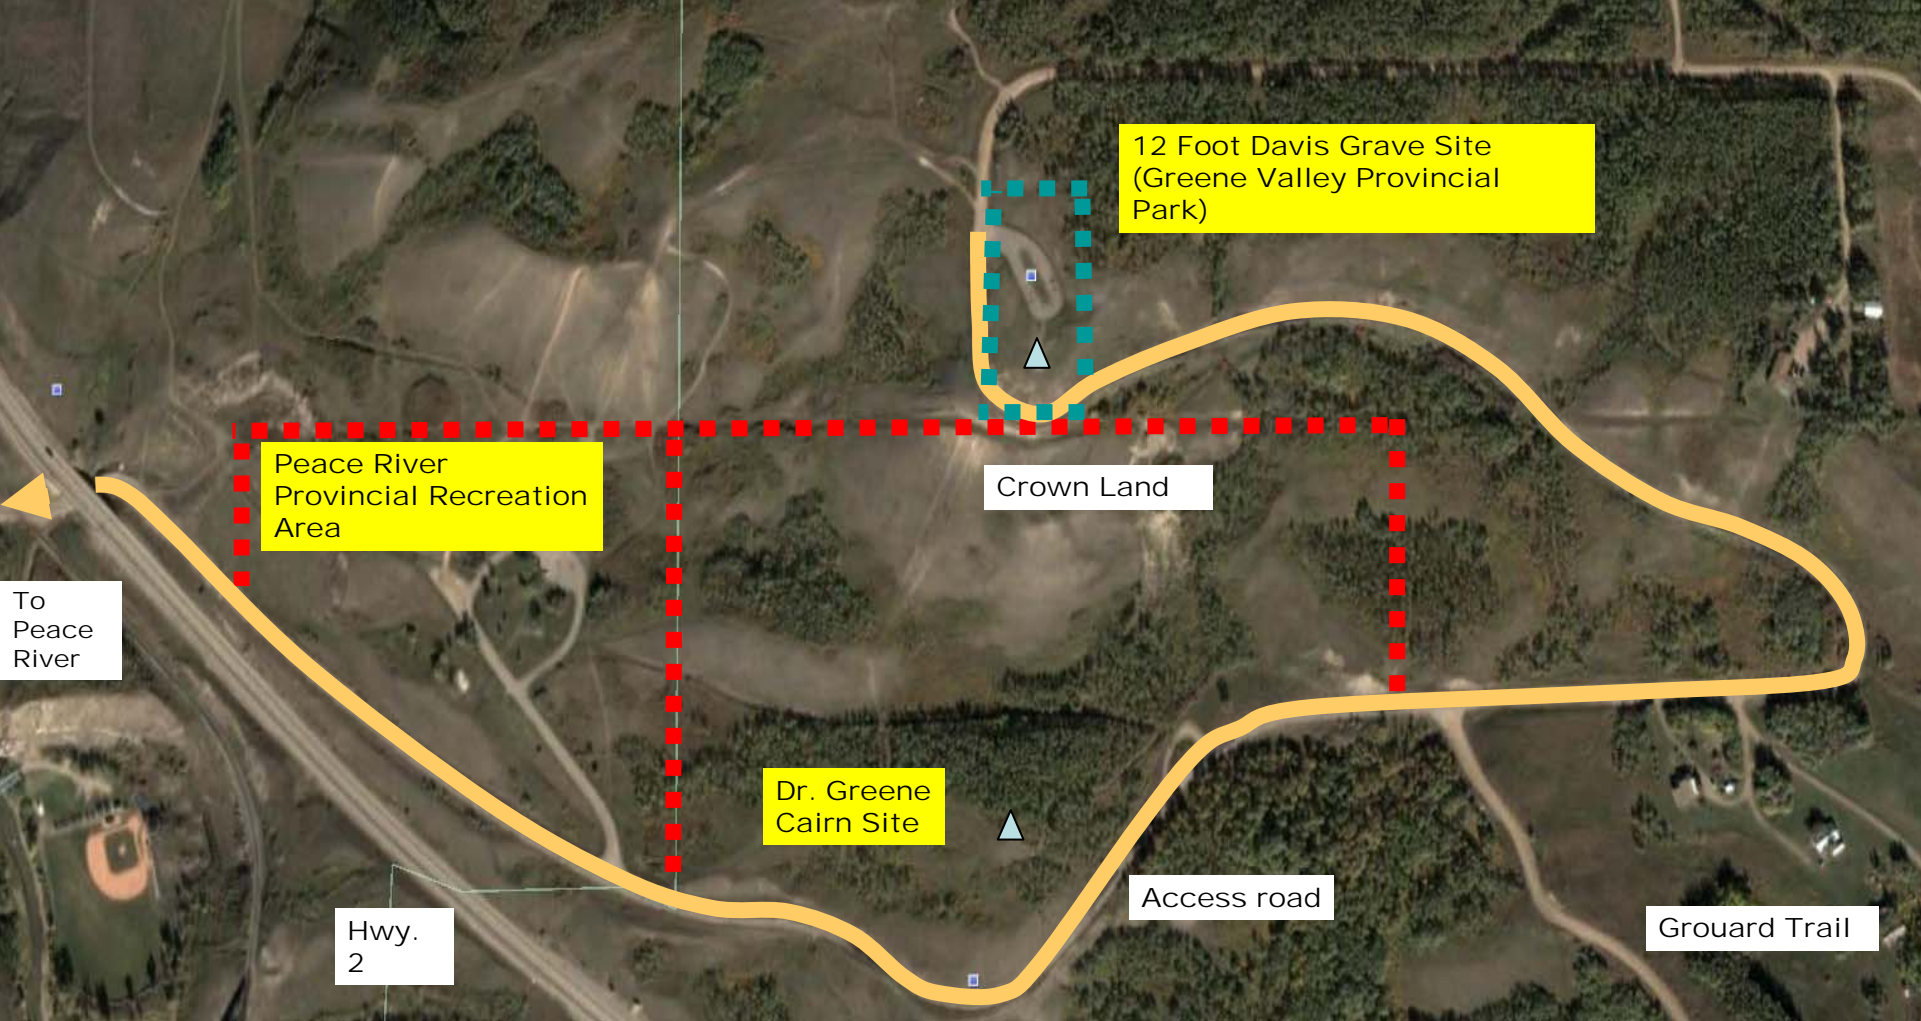 12 Foot Davis Grave Site
(Greene Valley Provincial
Park)
Peace River
Provincial Recreation
Area
Crown Land
To
Peace
River
Dr. Greene
Cairn Site
Access road
Hwy.
2
Grouard Trail